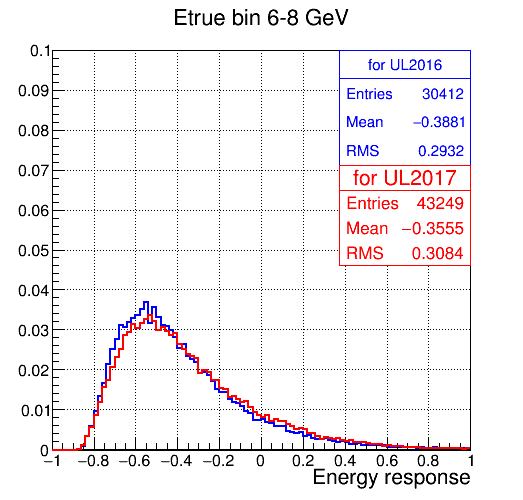 Etrue bin 6-8 GeV
for UL2016
Entries 30412
Mean −0.3881
RMS 0.2932
for UL2017
Entries 43249
Mean −0.3555
RMS 0.3084
0.1
0.09
0.08
0.07
0.06
0.05
0.04
0.03
0.02
0.01
0
−1 −0.8 −0.6 −0.4 −0.2 0 0.2 0.4 0.6 0.8 1
Energy response